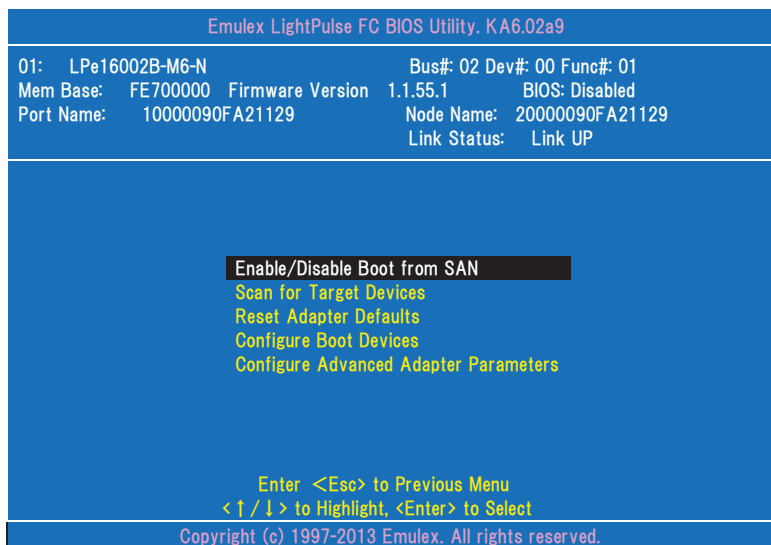 Emulex LightPulse FC BIOS Utility. KA6.02a9
01: LPe16002B-M6-N Bus#: 02 Dev#: 00 Func#: 01
Mem Base: FE700000 Firmware Version 1.1.55.1 BIOS: Disabled
Port Name: 10000090FA21129 Node Name: 20000090FA21129
Link Status: Link UP
Enable/Disable Boot from SAN
Scan for Target Devices
Reset Adapter Defaults
Configure Boot Devices
Configure Advanced Adapter Parameters
Enter <Esc> to Previous Menu
<↑/↓> to Highlight, <Enter> to Select
Copyright (c) 1997-2013 Emulex. All rights reserved.